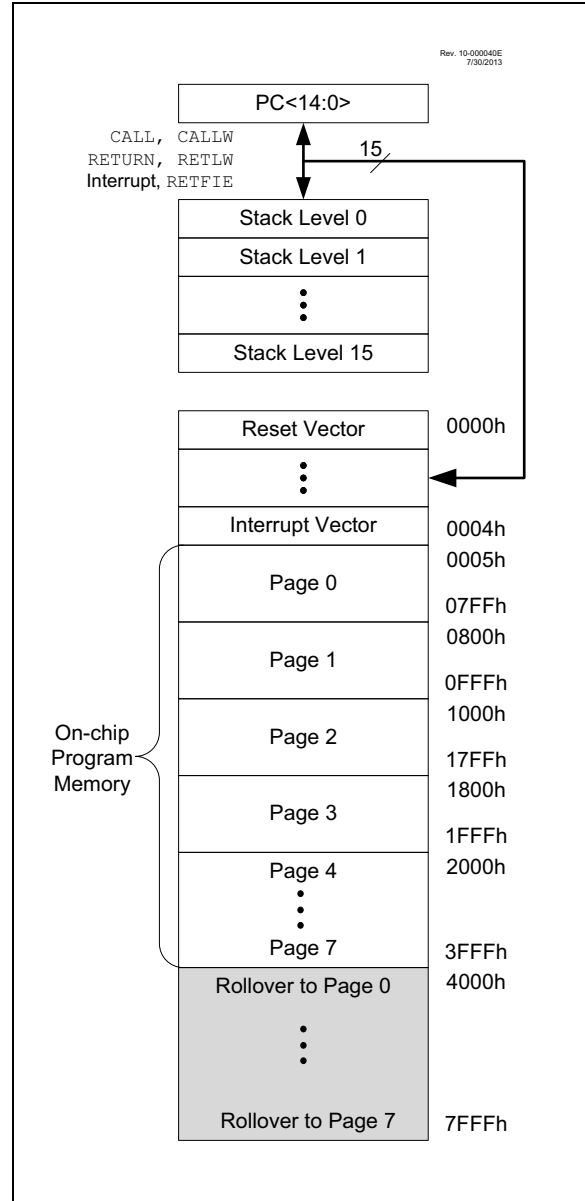 Rev. 10-000040E
7/30/2013
PC<14:0>
CALL, CALLW
RETURN, RETLW
Interrupt, RETFIE
15
Stack Level 0
Stack Level 1
Stack Level 15
Reset Vector
0000h
Interrupt Vector
0004h
0005h
Page 0
07FFh
0800h
Page 1
0FFFh
1000h
Page 2
17FFh
On-chip
Program
Memory
1800h
Page 3
1FFFh
Page 4
2000h
Page 7
3FFFh
Rollover to Page 0
4000h
Rollover to Page 7
7FFFh